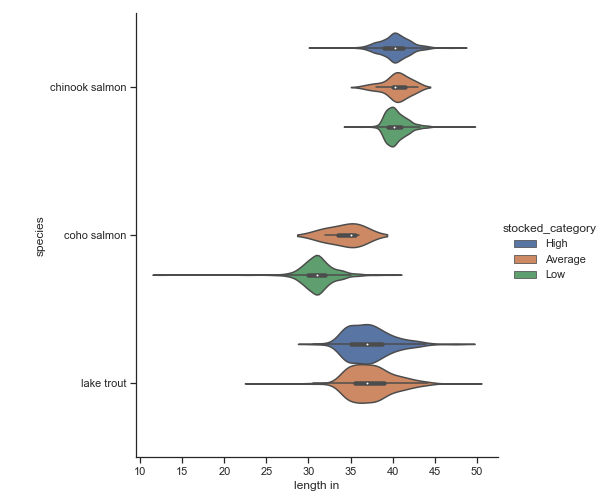 chinook salmon
coho salmon
lake trout
species
10 15 20 25 30 35 40 45 50
length in
stocked_category
High
Average
Low